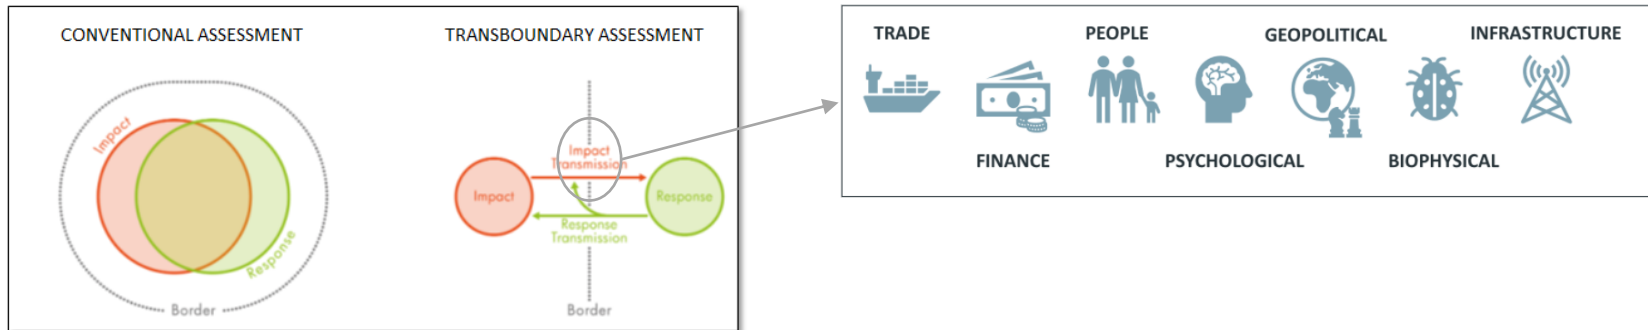 CONVENTIONAL ASSESSMENT
Impact
Response
Border
TRANSBOUNDARY ASSESSMENT
Impact
Transmission
Impact
Response
Response
Transmission
Border
TRADE
PEOPLE
GEOPOLITICAL
INFRASTRUCTURE
FINANCE
PSYCHOLOGICAL
BIOPHYSICAL